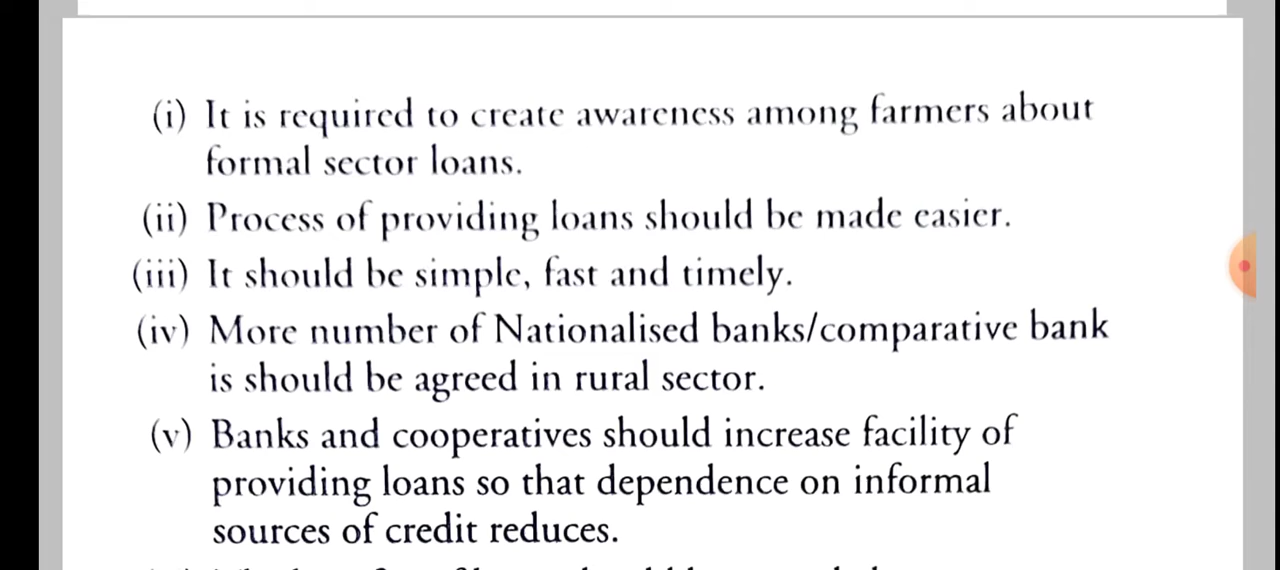 (i) It is required to create awareness among farmers about
formal sector loans.
(ii) Process of providing loans should be made easier.
(iii) It should be simple, fast and timely.
(iv) More number of Nationalised banks/comparative bank
is should be agreed in rural sector.
(v) Banks and cooperatives should increase facility of
providing loans so that dependence on informal
sources of credit reduces.